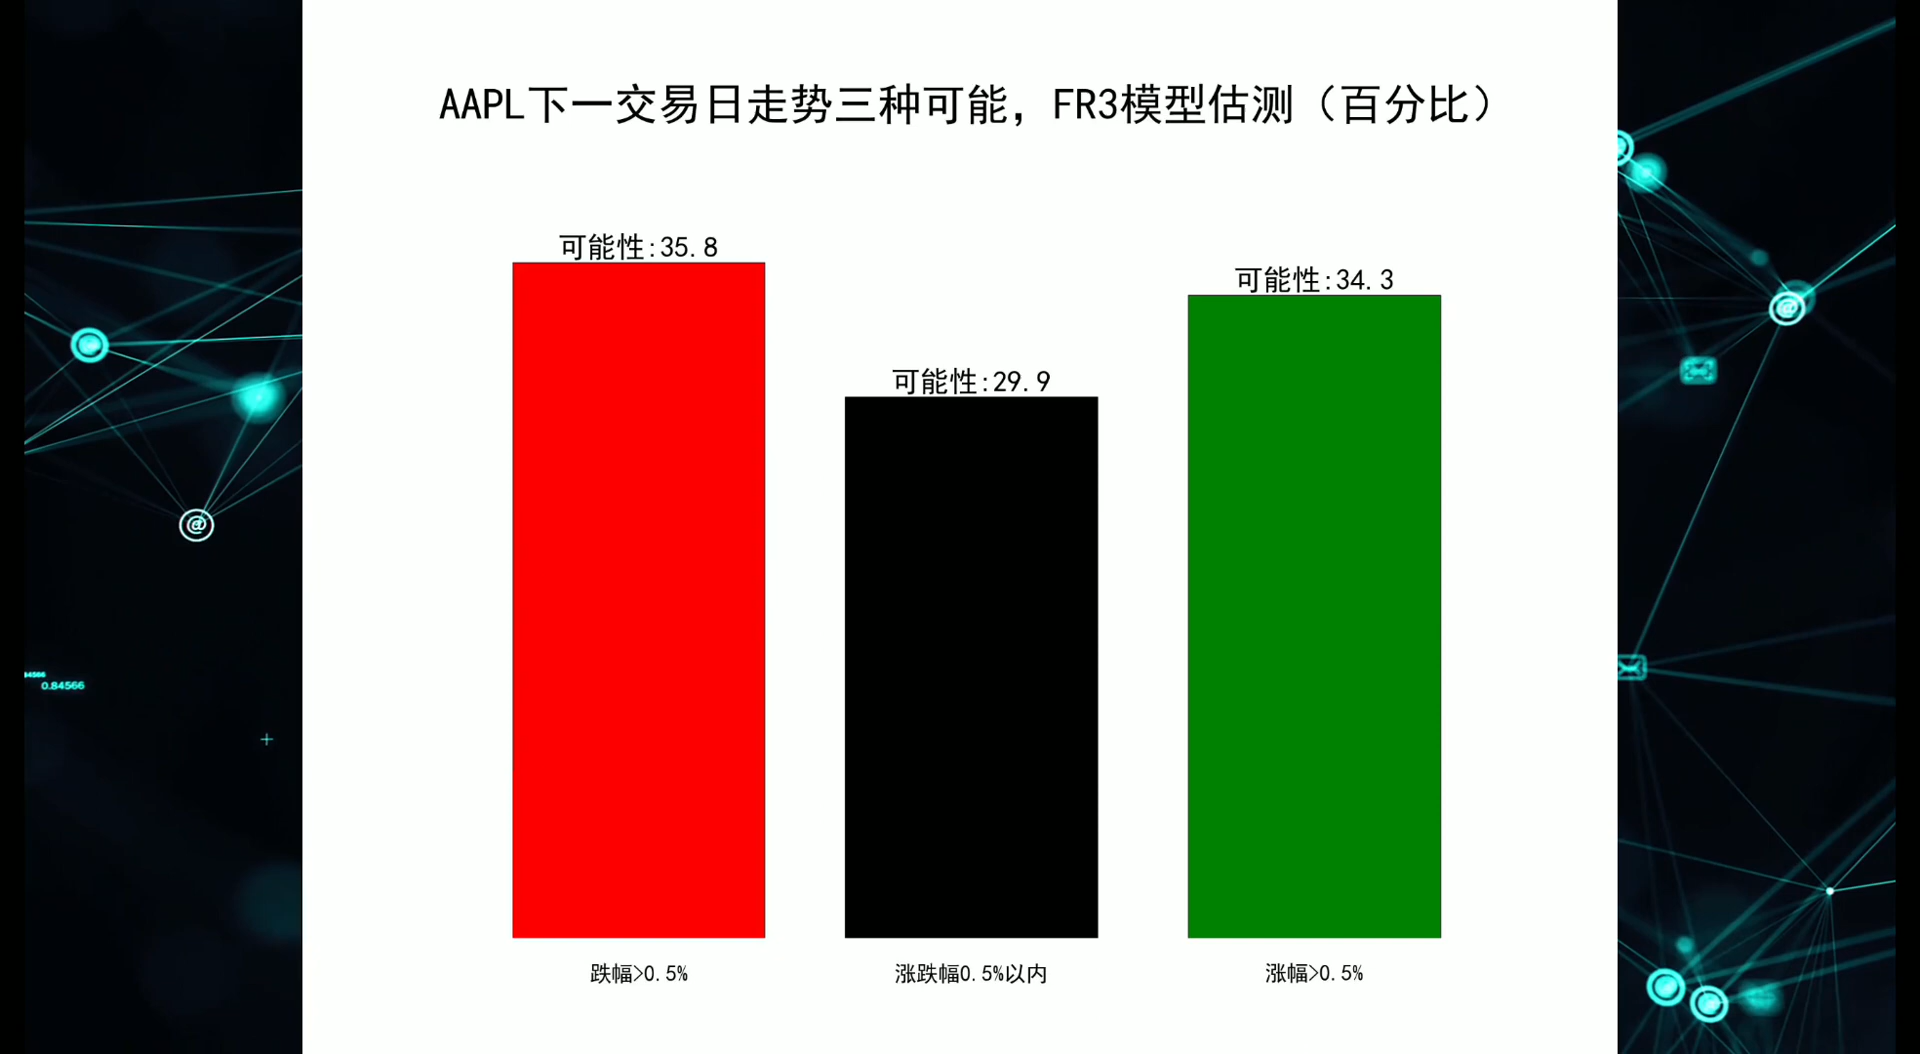 AAPL下一交易日走势三种可能，FR3模型估测（百分比）
可能性:35.8
可能性:34.3
可能性:29.9
0.84566
跌幅>0.5%
涨跌幅0.5%以内
涨幅>0.5%